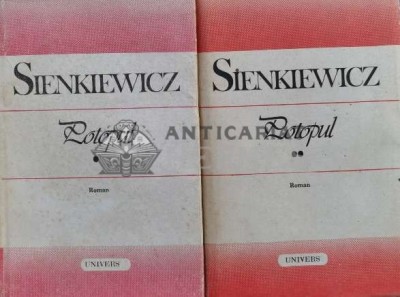 SIENKIEWICZ
Potopul
Roman
UNIVERS
SIENKIEWICZ
Potopul
Roman
UNIVERS
ANTICAR